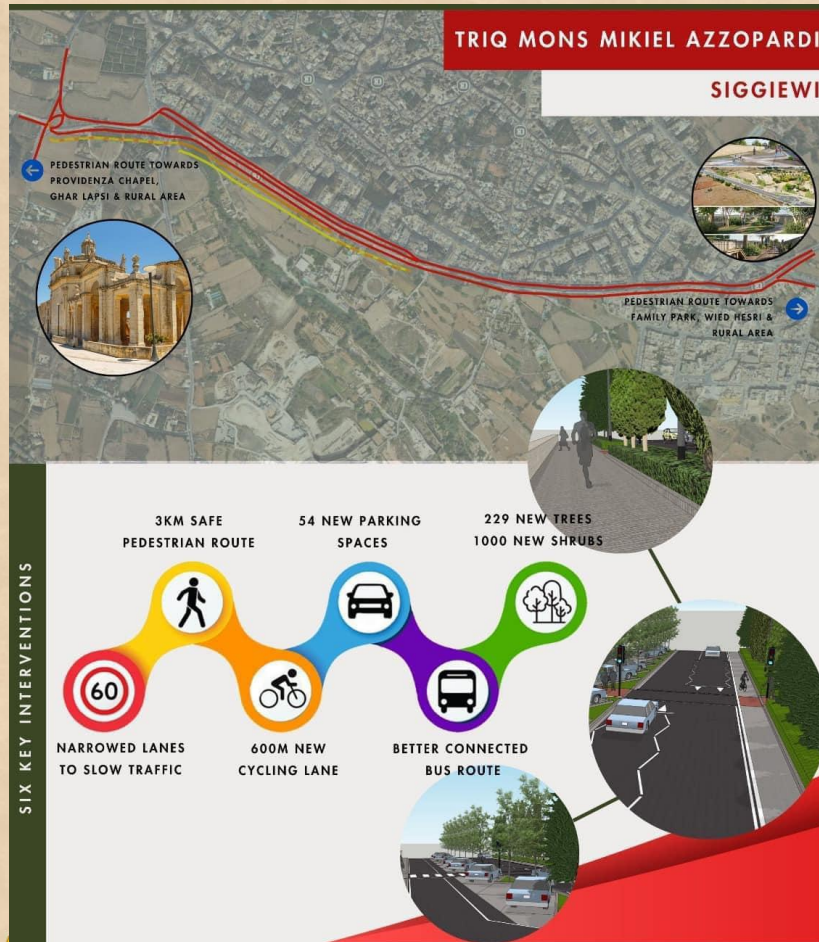 TRIQ MONS MIKIEL AZZOPARDI
SIGGIEWI
PEDESTRIAN ROUTE TOWARDS
PROVIDENZA CHAPEL,
GHAR LAPSI & RURAL AREA
PEDESTRIAN ROUTE TOWARDS
FAMILY PARK, WIED HESRI &
RURAL AREA
SIX KEY INTERVENTIONS
3KM SAFE
PEDESTRIAN ROUTE
54 NEW PARKING
SPACES
229 NEW TREES
1000 NEW SHRUBS
60
NARROWED LANES
TO SLOW TRAFFIC
600M NEW
CYCLING LANE
BETTER CONNECTED
BUS ROUTE